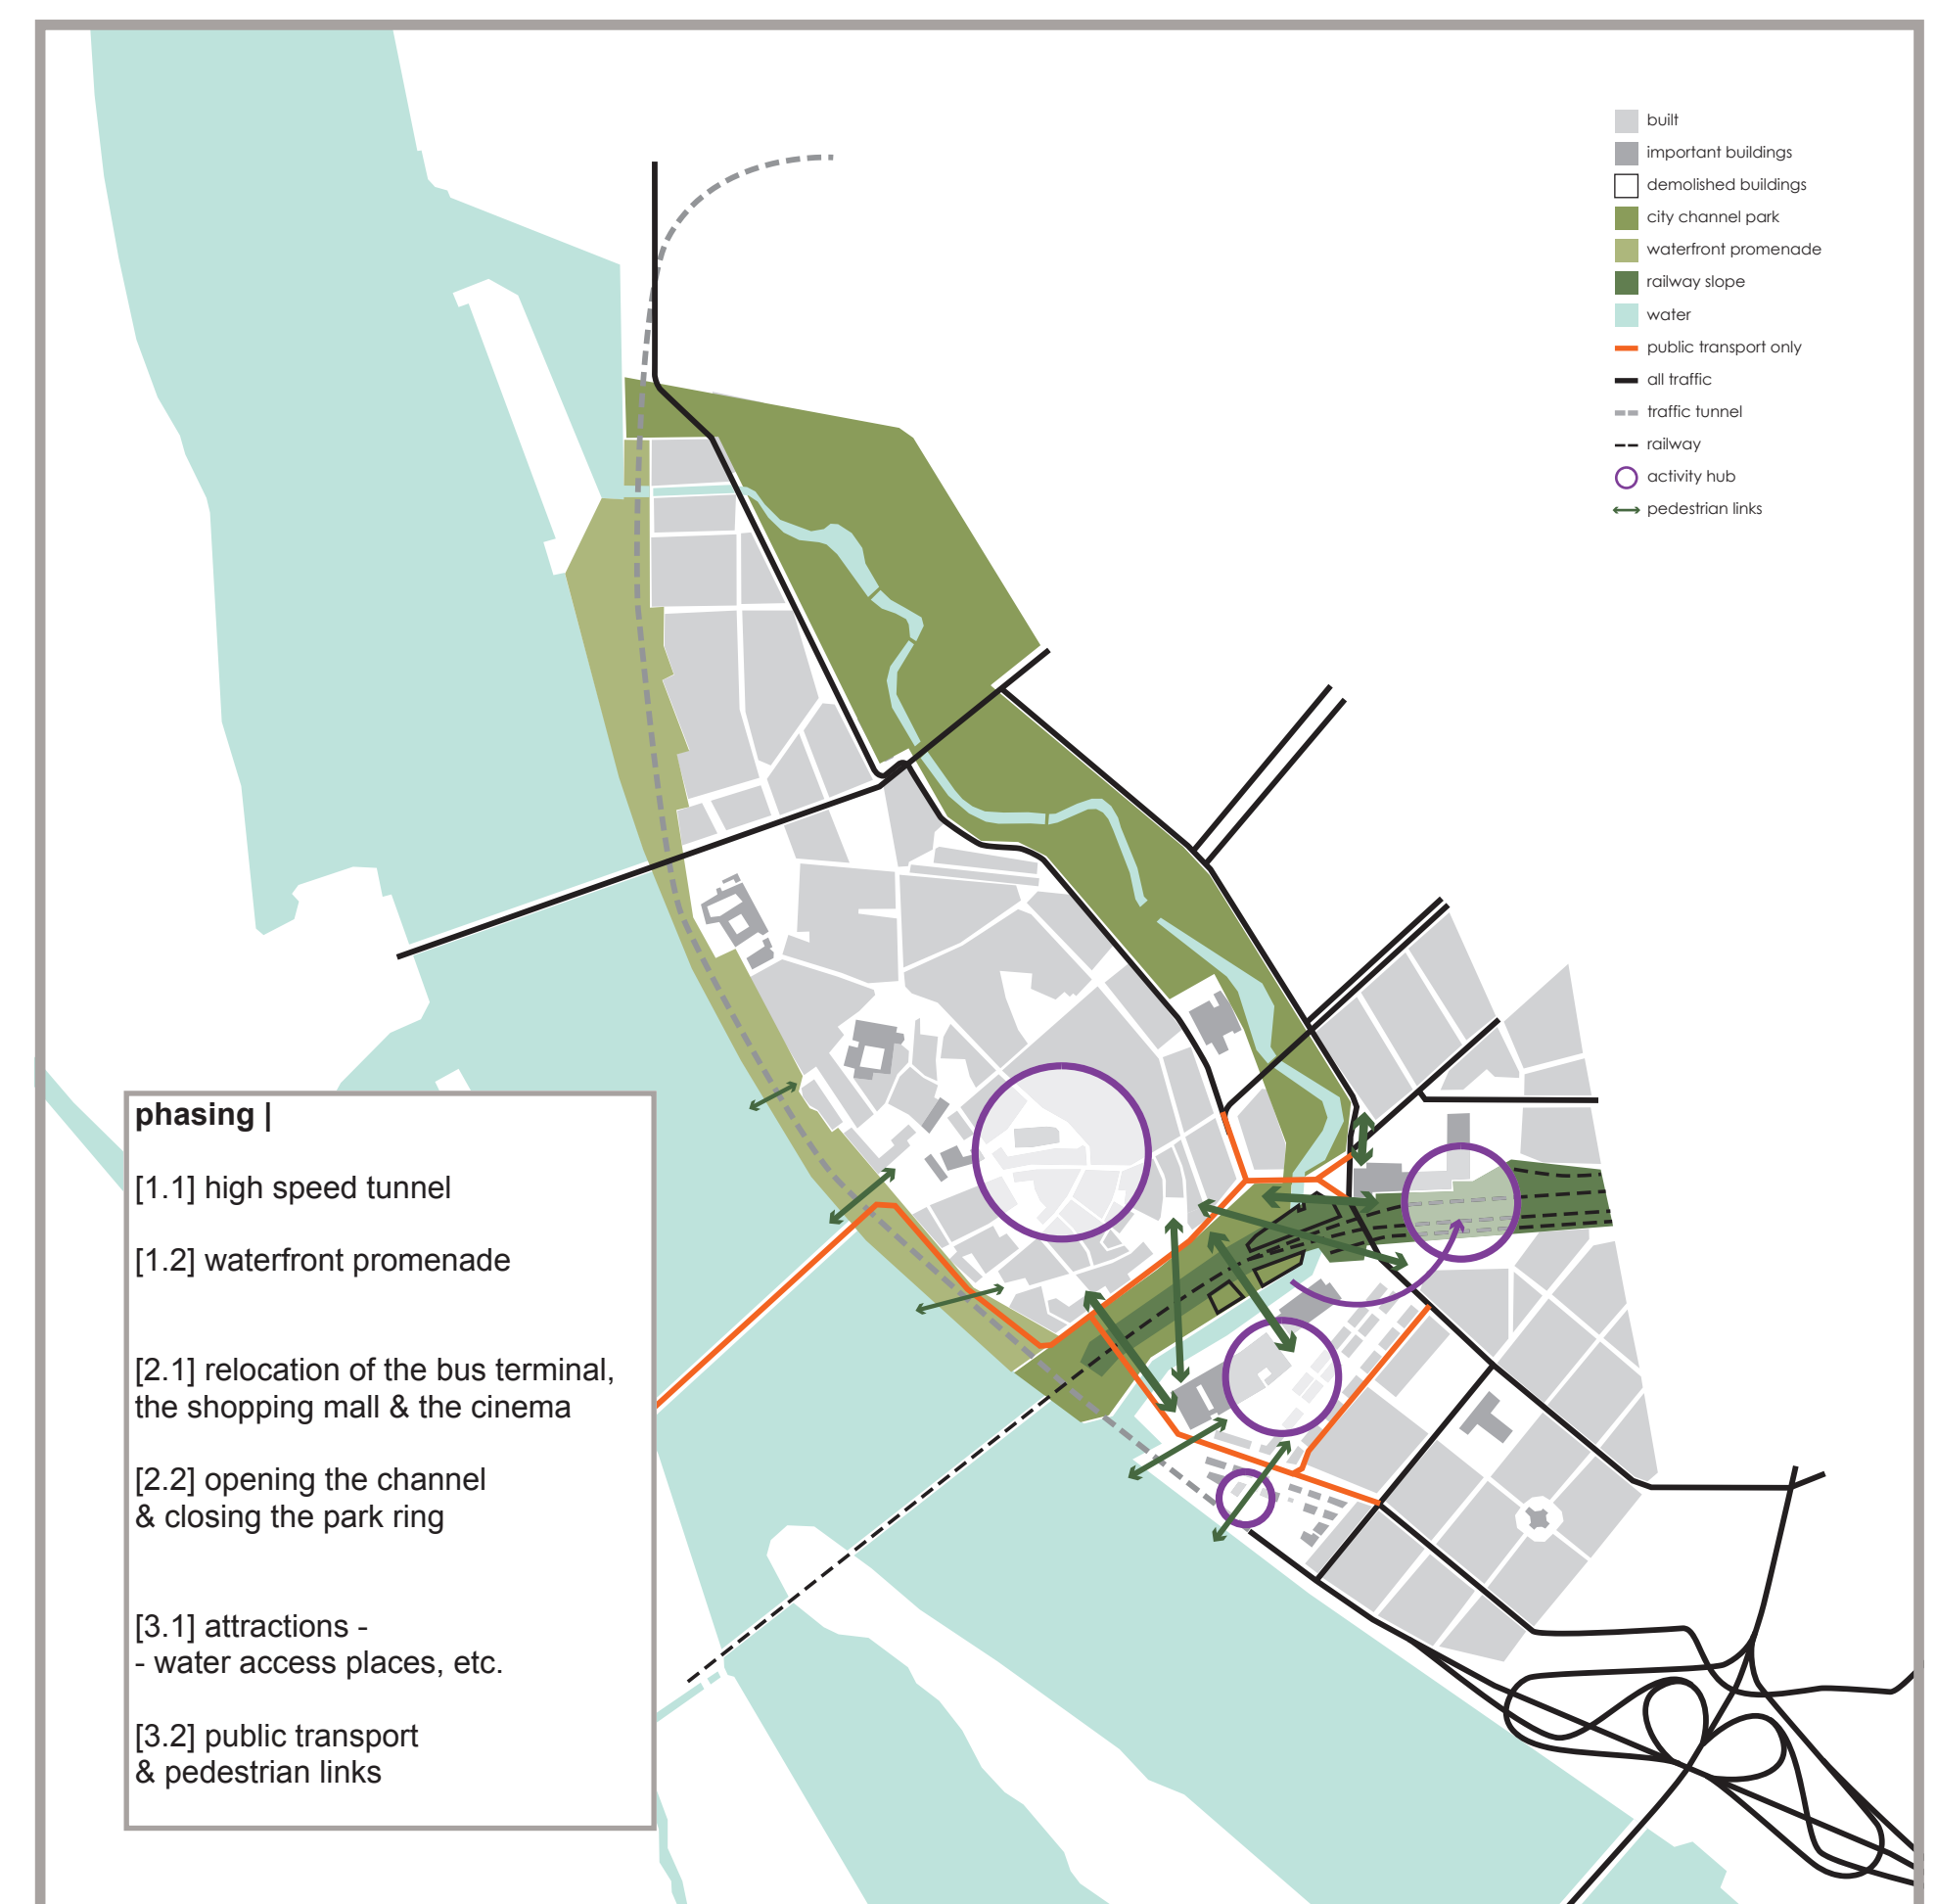 built
important buildings
demolished buildings
city channel park
waterfront promenade
railway slope
water
public transport only
all traffic
traffic tunnel
railway
activity hub
pedestrian links
phasing |
[1.1] high speed tunnel
[1.2] waterfront promenade
[2.1] relocation of the bus terminal,
the shopping mall & the cinema
[2.2] opening the channel
& closing the park ring
[3.1] attractions -
- water access places, etc.
[3.2] public transport
& pedestrian links